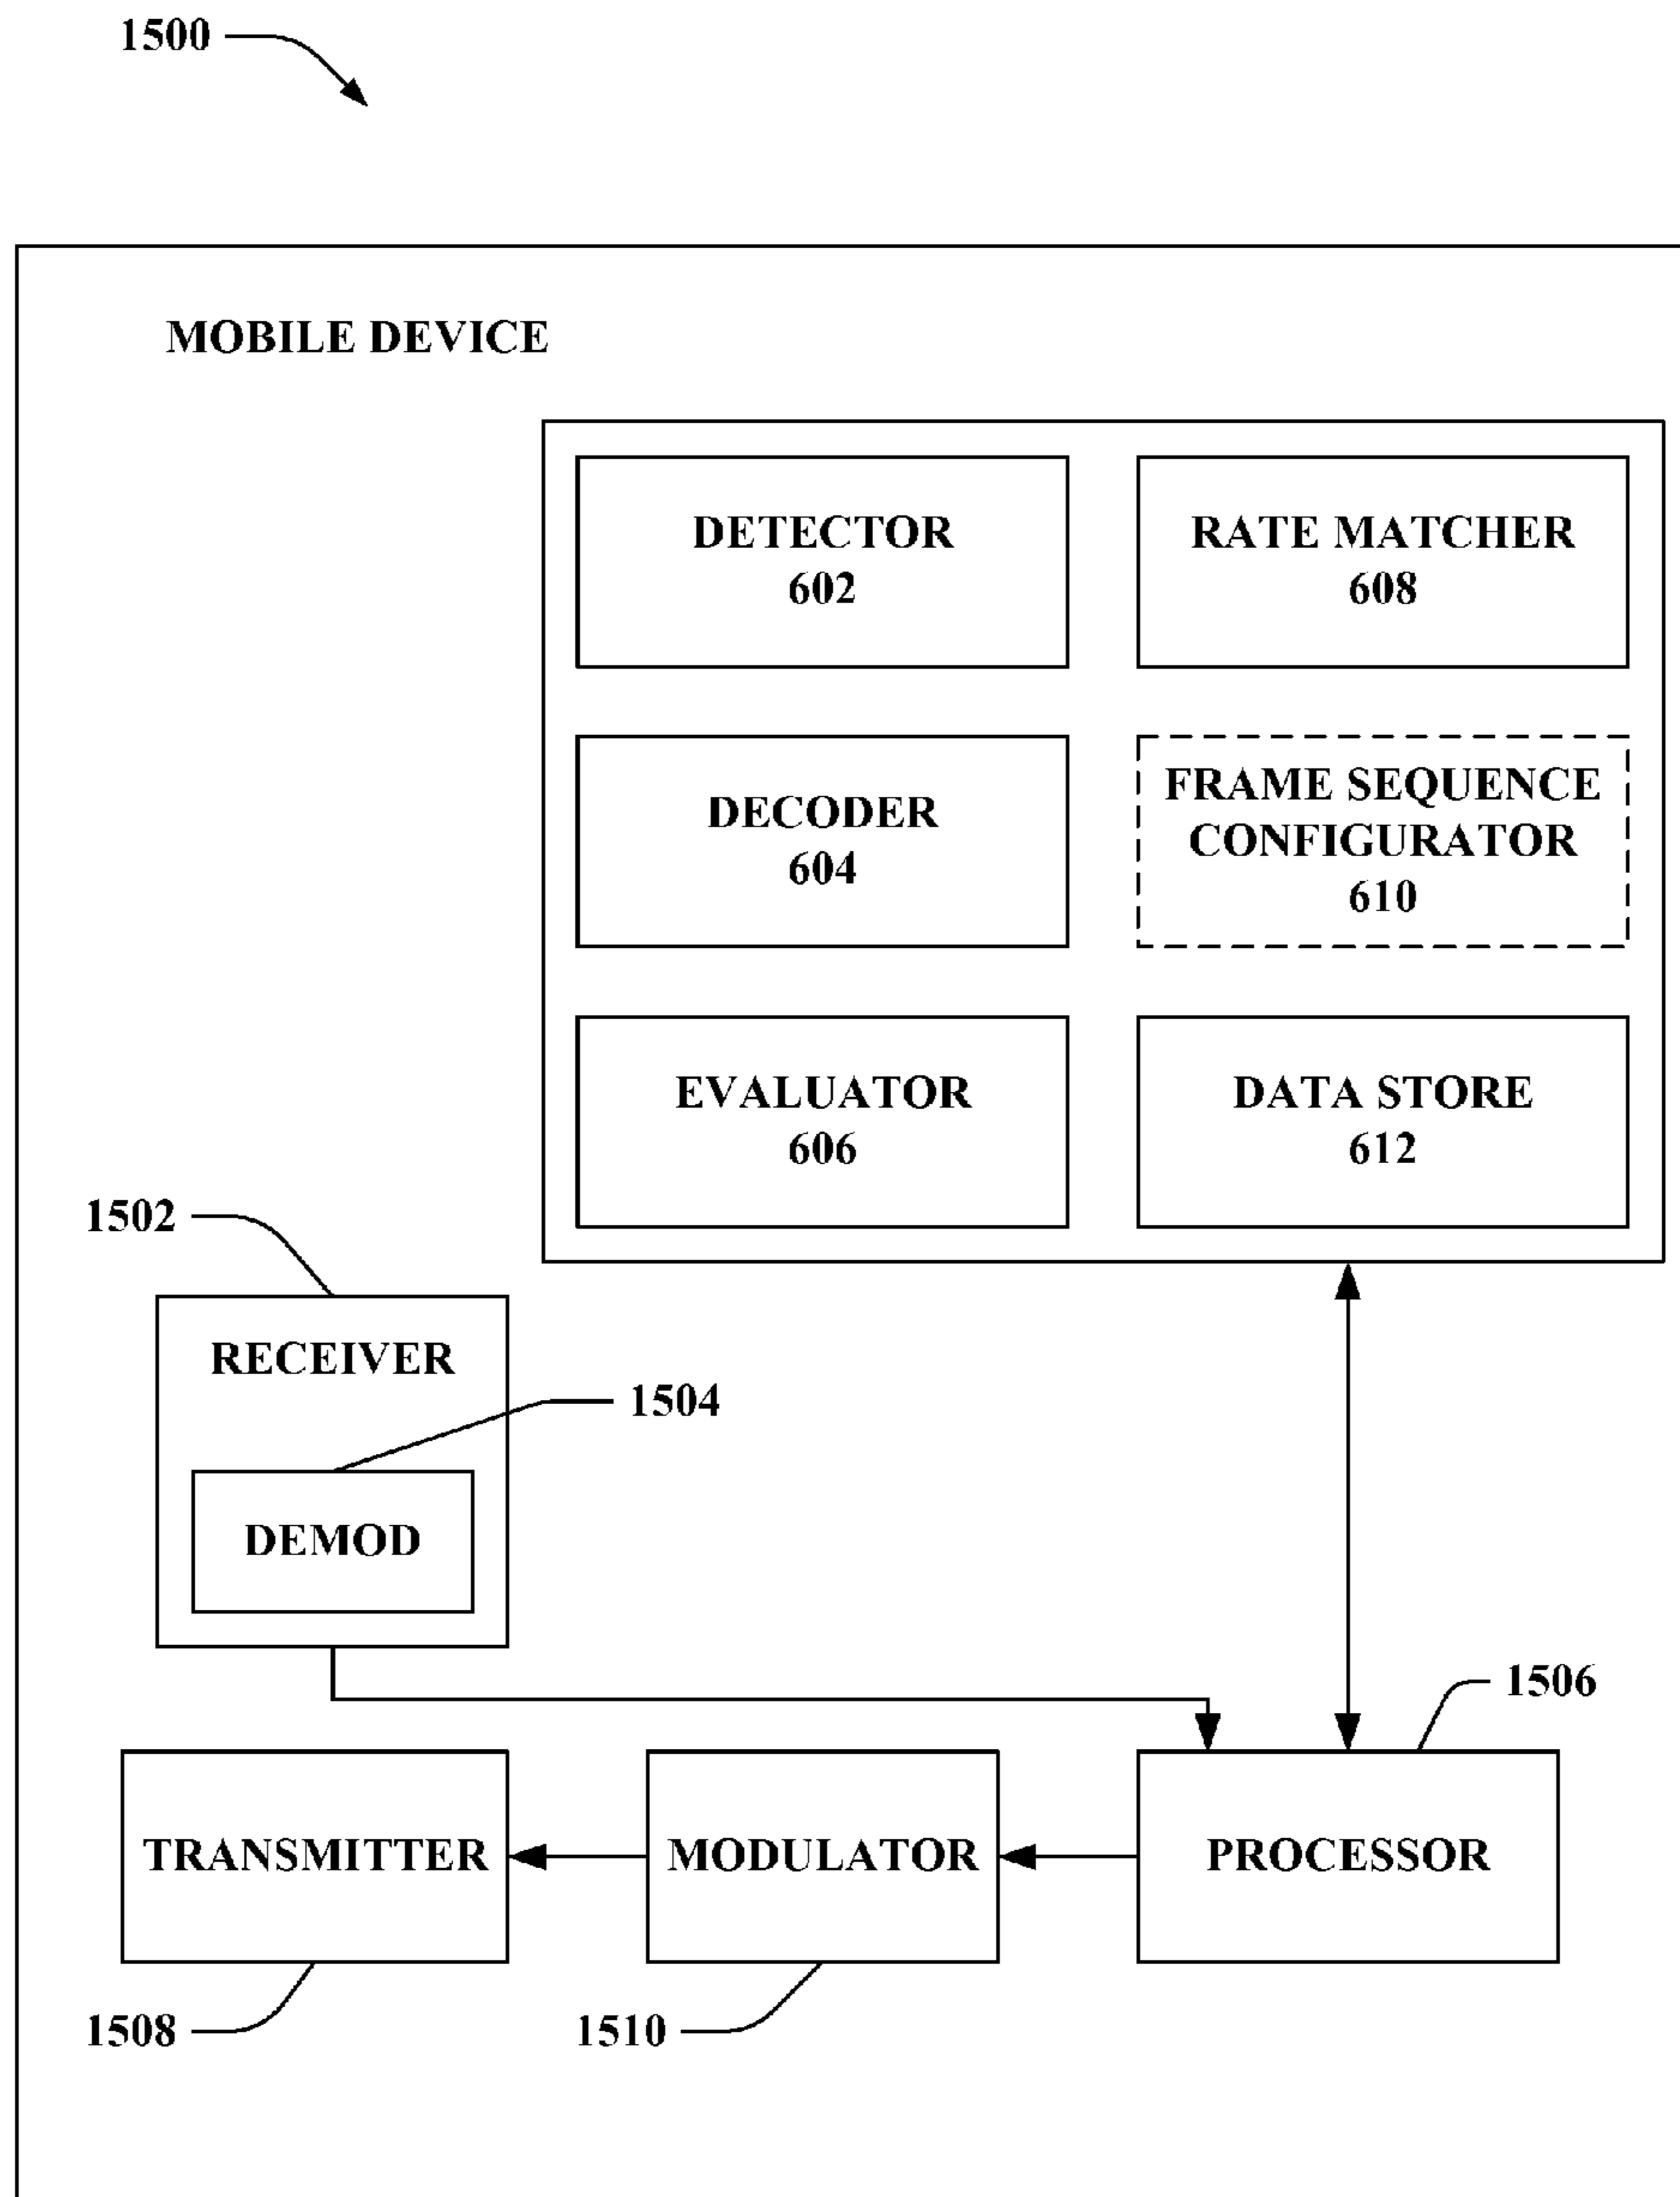 1500
MOBILE DEVICE
DETECTOR
602
RATE MATCHER
608
DECODER
604
FRAME SEQUENCE
CONFIGURATOR
610
EVALUATOR
606
DATA STORE
612
1502
RECEIVER
1504
DEMOD
1506
TRANSMITTER
MODULATOR
PROCESSOR
1508
1510